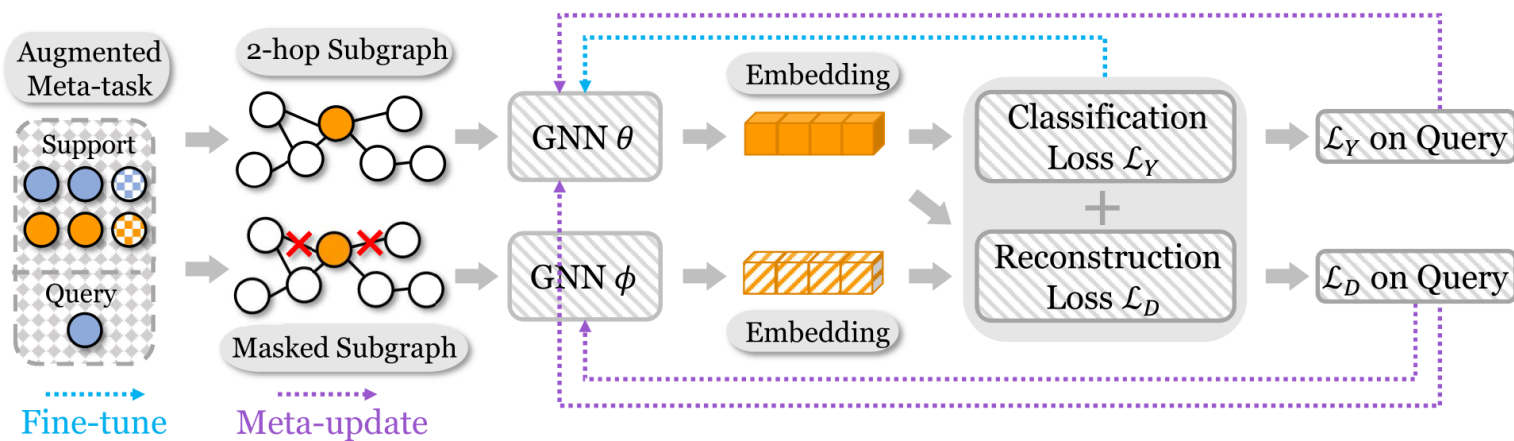 Augmented
Meta-task
Support
Query
2-hop Subgraph
Masked Subgraph
GNN θ
GNN ϕ
Embedding
Embedding
Classification
Loss ℒ_Y
+
Reconstruction
Loss ℒ_D
ℒ_Y on Query
ℒ_D on Query
Fine-tune
Meta-update